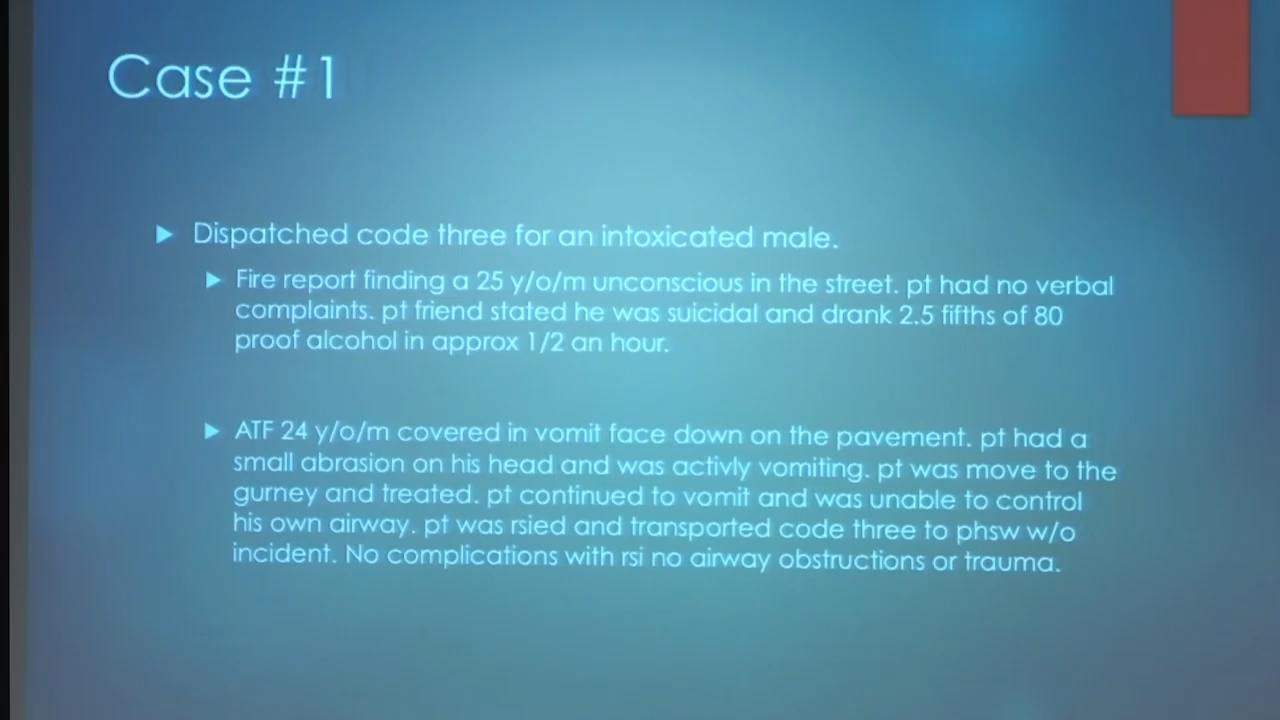 Case #1
Dispatched code three for an intoxicated male.
Fire report finding a 25 y/o/m unconscious in the street. pt had no verbal
complaints. pt friend stated he was suicidal and drank 2.5 fifths of 80
proof alcohol in approx 1/2 an hour.
ATF 24 y/o/m covered in vomit face down on the pavement. pt had a
small abrasion on his head and was activly vomiting. pt was move to the
gurney and treated. pt continued to vomit and was unable to control
his own airway. pt was rsied and transported code three to phsw w/o
incident. No complications with rsi no airway obstructions or trauma.